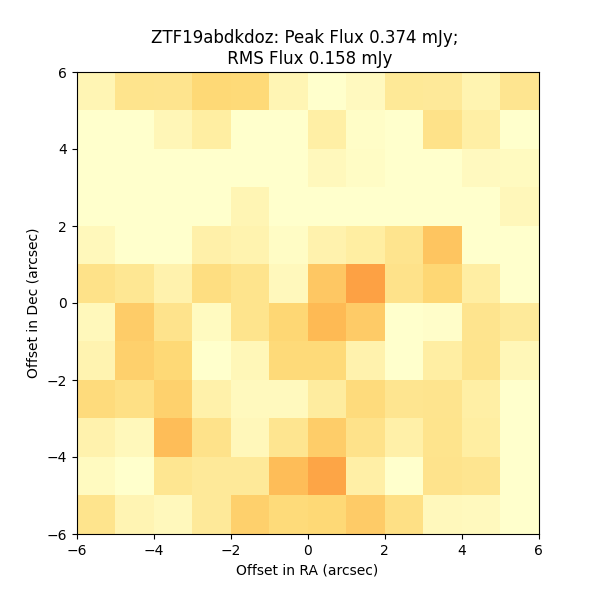 ZTF19abdkdoz: Peak Flux 0.374 mJy;
RMS Flux 0.158 mJy
6
4
2
0
−2
−4
−6
Offset in Dec (arcsec)
−6 −4 −2 0 2 4 6
Offset in RA (arcsec)